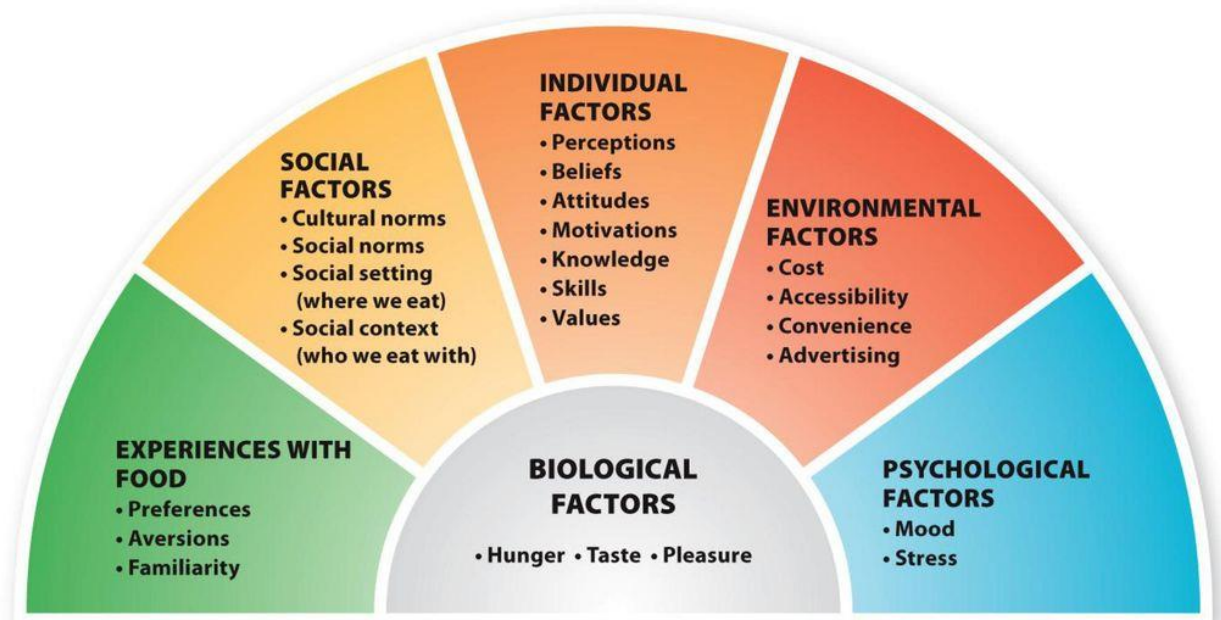 EXPERIENCES WITH
FOOD
• Preferences
• Aversions
• Familiarity
SOCIAL
FACTORS
• Cultural norms
• Social norms
• Social setting
(where we eat)
• Social context
(who we eat with)
INDIVIDUAL
FACTORS
• Perceptions
• Beliefs
• Attitudes
• Motivations
• Knowledge
• Skills
• Values
ENVIRONMENTAL
FACTORS
• Cost
• Accessibility
• Convenience
• Advertising
PSYCHOLOGICAL
FACTORS
• Mood
• Stress
BIOLOGICAL
FACTORS
• Hunger • Taste • Pleasure